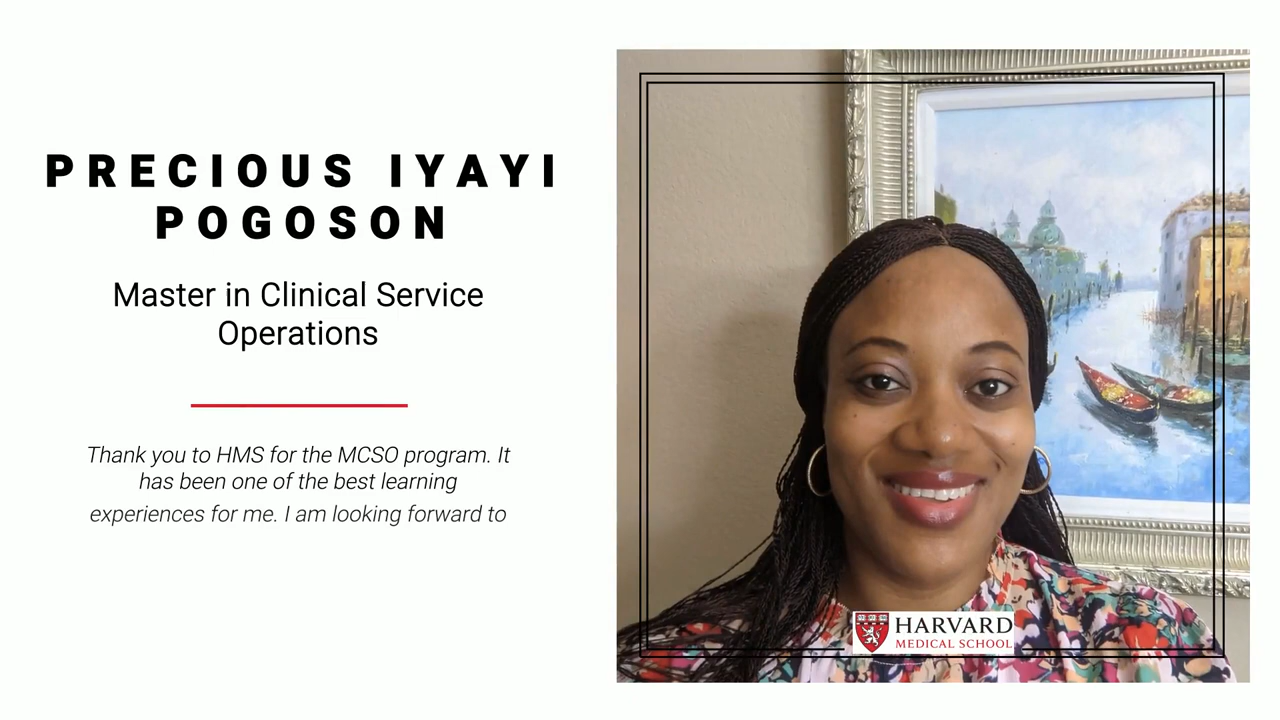 PRECIOUS IYAYI
POGOSON
Master in Clinical Service
Operations
Thank you to HMS for the MCSO program. It
has been one of the best learning
experiences for me. I am looking forward to
HARVARD
MEDICAL SCHOOL